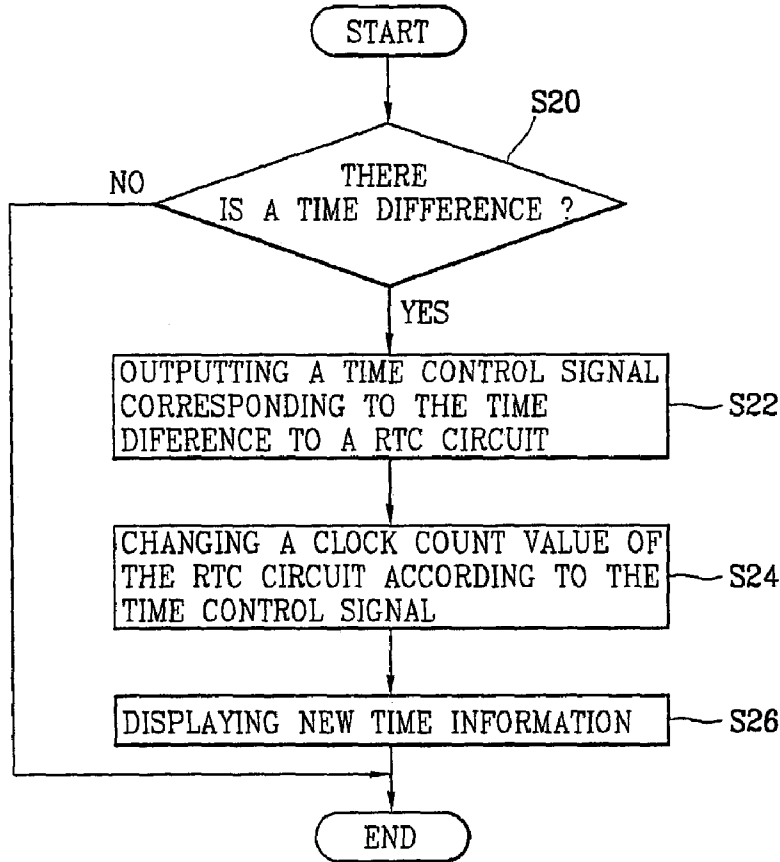 START
S20
THERE
IS A TIME DIFFERENCE ?
NO
YES
OUTPUTTING A TIME CONTROL SIGNAL
CORRESPONDING TO THE TIME
DIFERENCE TO A RTC CIRCUIT
S22
CHANGING A CLOCK COUNT VALUE OF
THE RTC CIRCUIT ACCORDING TO THE
TIME CONTROL SIGNAL
S24
DISPLAYING NEW TIME INFORMATION
S26
END